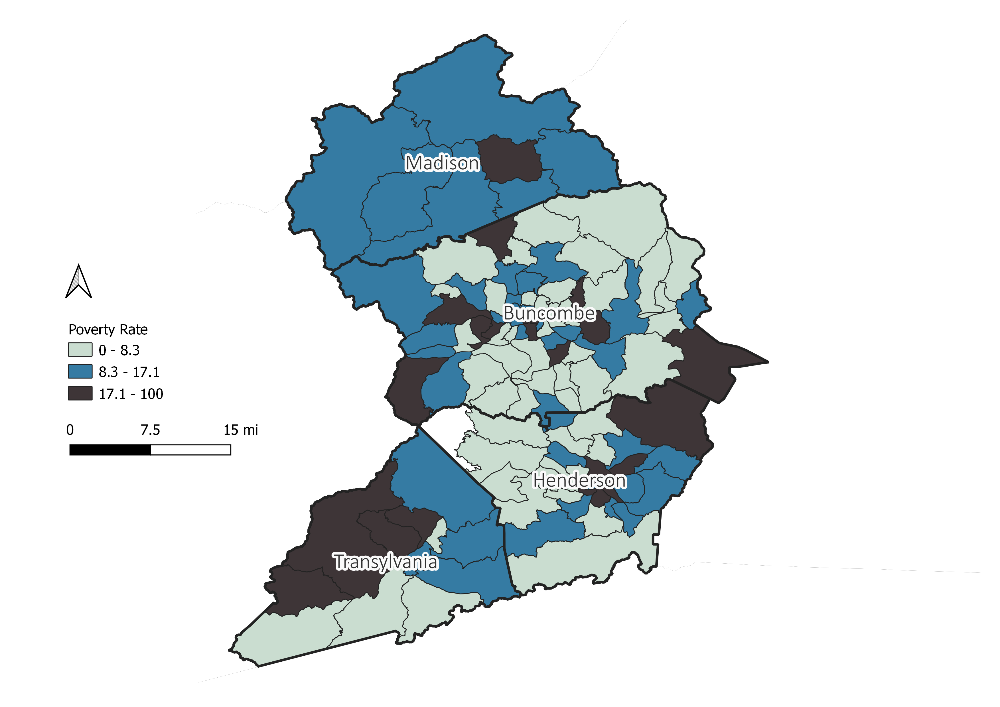 Madison
Buncombe
Poverty Rate
0 - 8.3
8.3 - 17.1
17.1 - 100
0 7.5 15 mi
Henderson
Transylvania